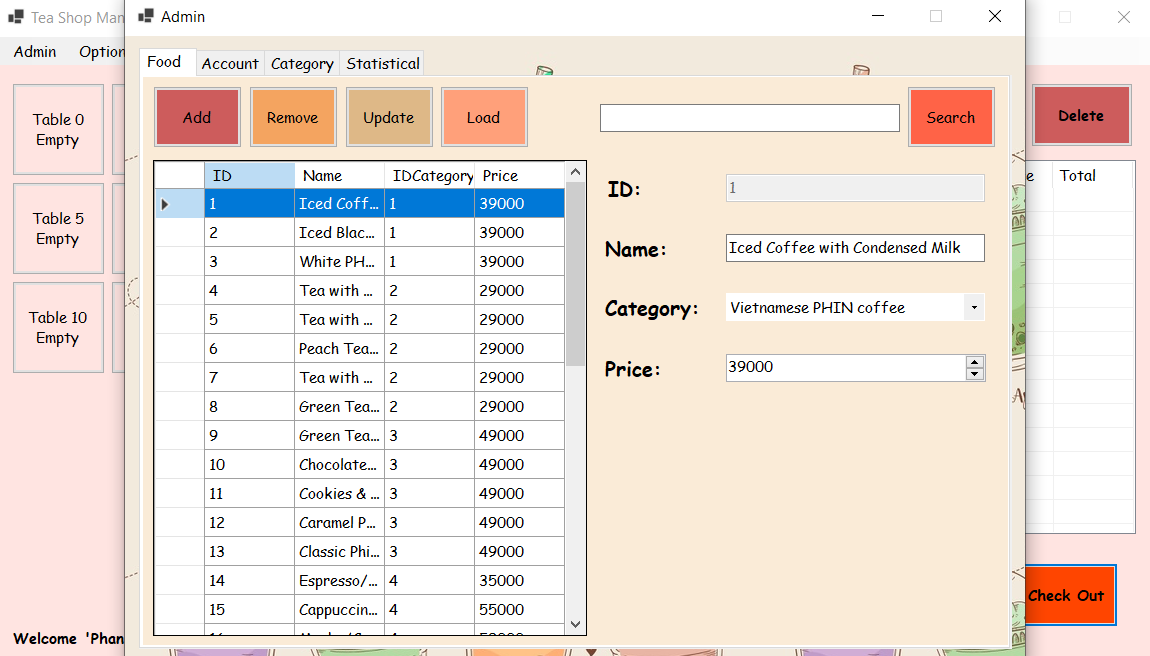 Tea Shop Man
Admin
Admin Option
Food Account Category Statistical
Table 0
Empty
Table 5
Empty
Table 10
Empty
Welcome 'Phan
Add Remove Update Load Search
ID Name IDCategory Price
1 Iced Coff... 1 39000
2 Iced Blac... 1 39000
3 White PH... 1 39000
4 Tea with ... 2 29000
5 Tea with ... 2 29000
6 Peach Tea... 2 29000
7 Tea with ... 2 29000
8 Green Tea... 2 29000
9 Green Tea... 3 49000
10 Chocolate... 3 49000
11 Cookies & ... 3 49000
12 Caramel P... 3 49000
13 Classic Phi... 3 49000
14 Espresso/... 4 35000
15 Cappuccin... 4 55000
ID: 1
Name: Iced Coffee with Condensed Milk
Category: Vietnamese PHIN coffee
Price: 39000
Delete
e Total
Check Out